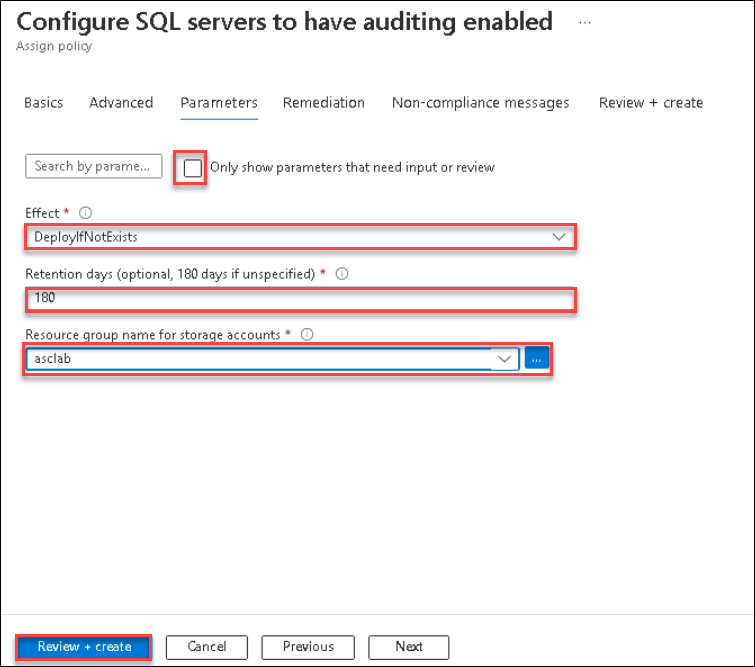 Configure SQL servers to have auditing enabled ...
Assign policy
Basics Advanced Parameters Remediation Non-compliance messages Review + create
Search by parame... Only show parameters that need input or review
Effect *
DeployIfNotExists
Retention days (optional, 180 days if unspecified) *
180
Resource group name for storage accounts *
asclab ...
Review + create Cancel Previous Next